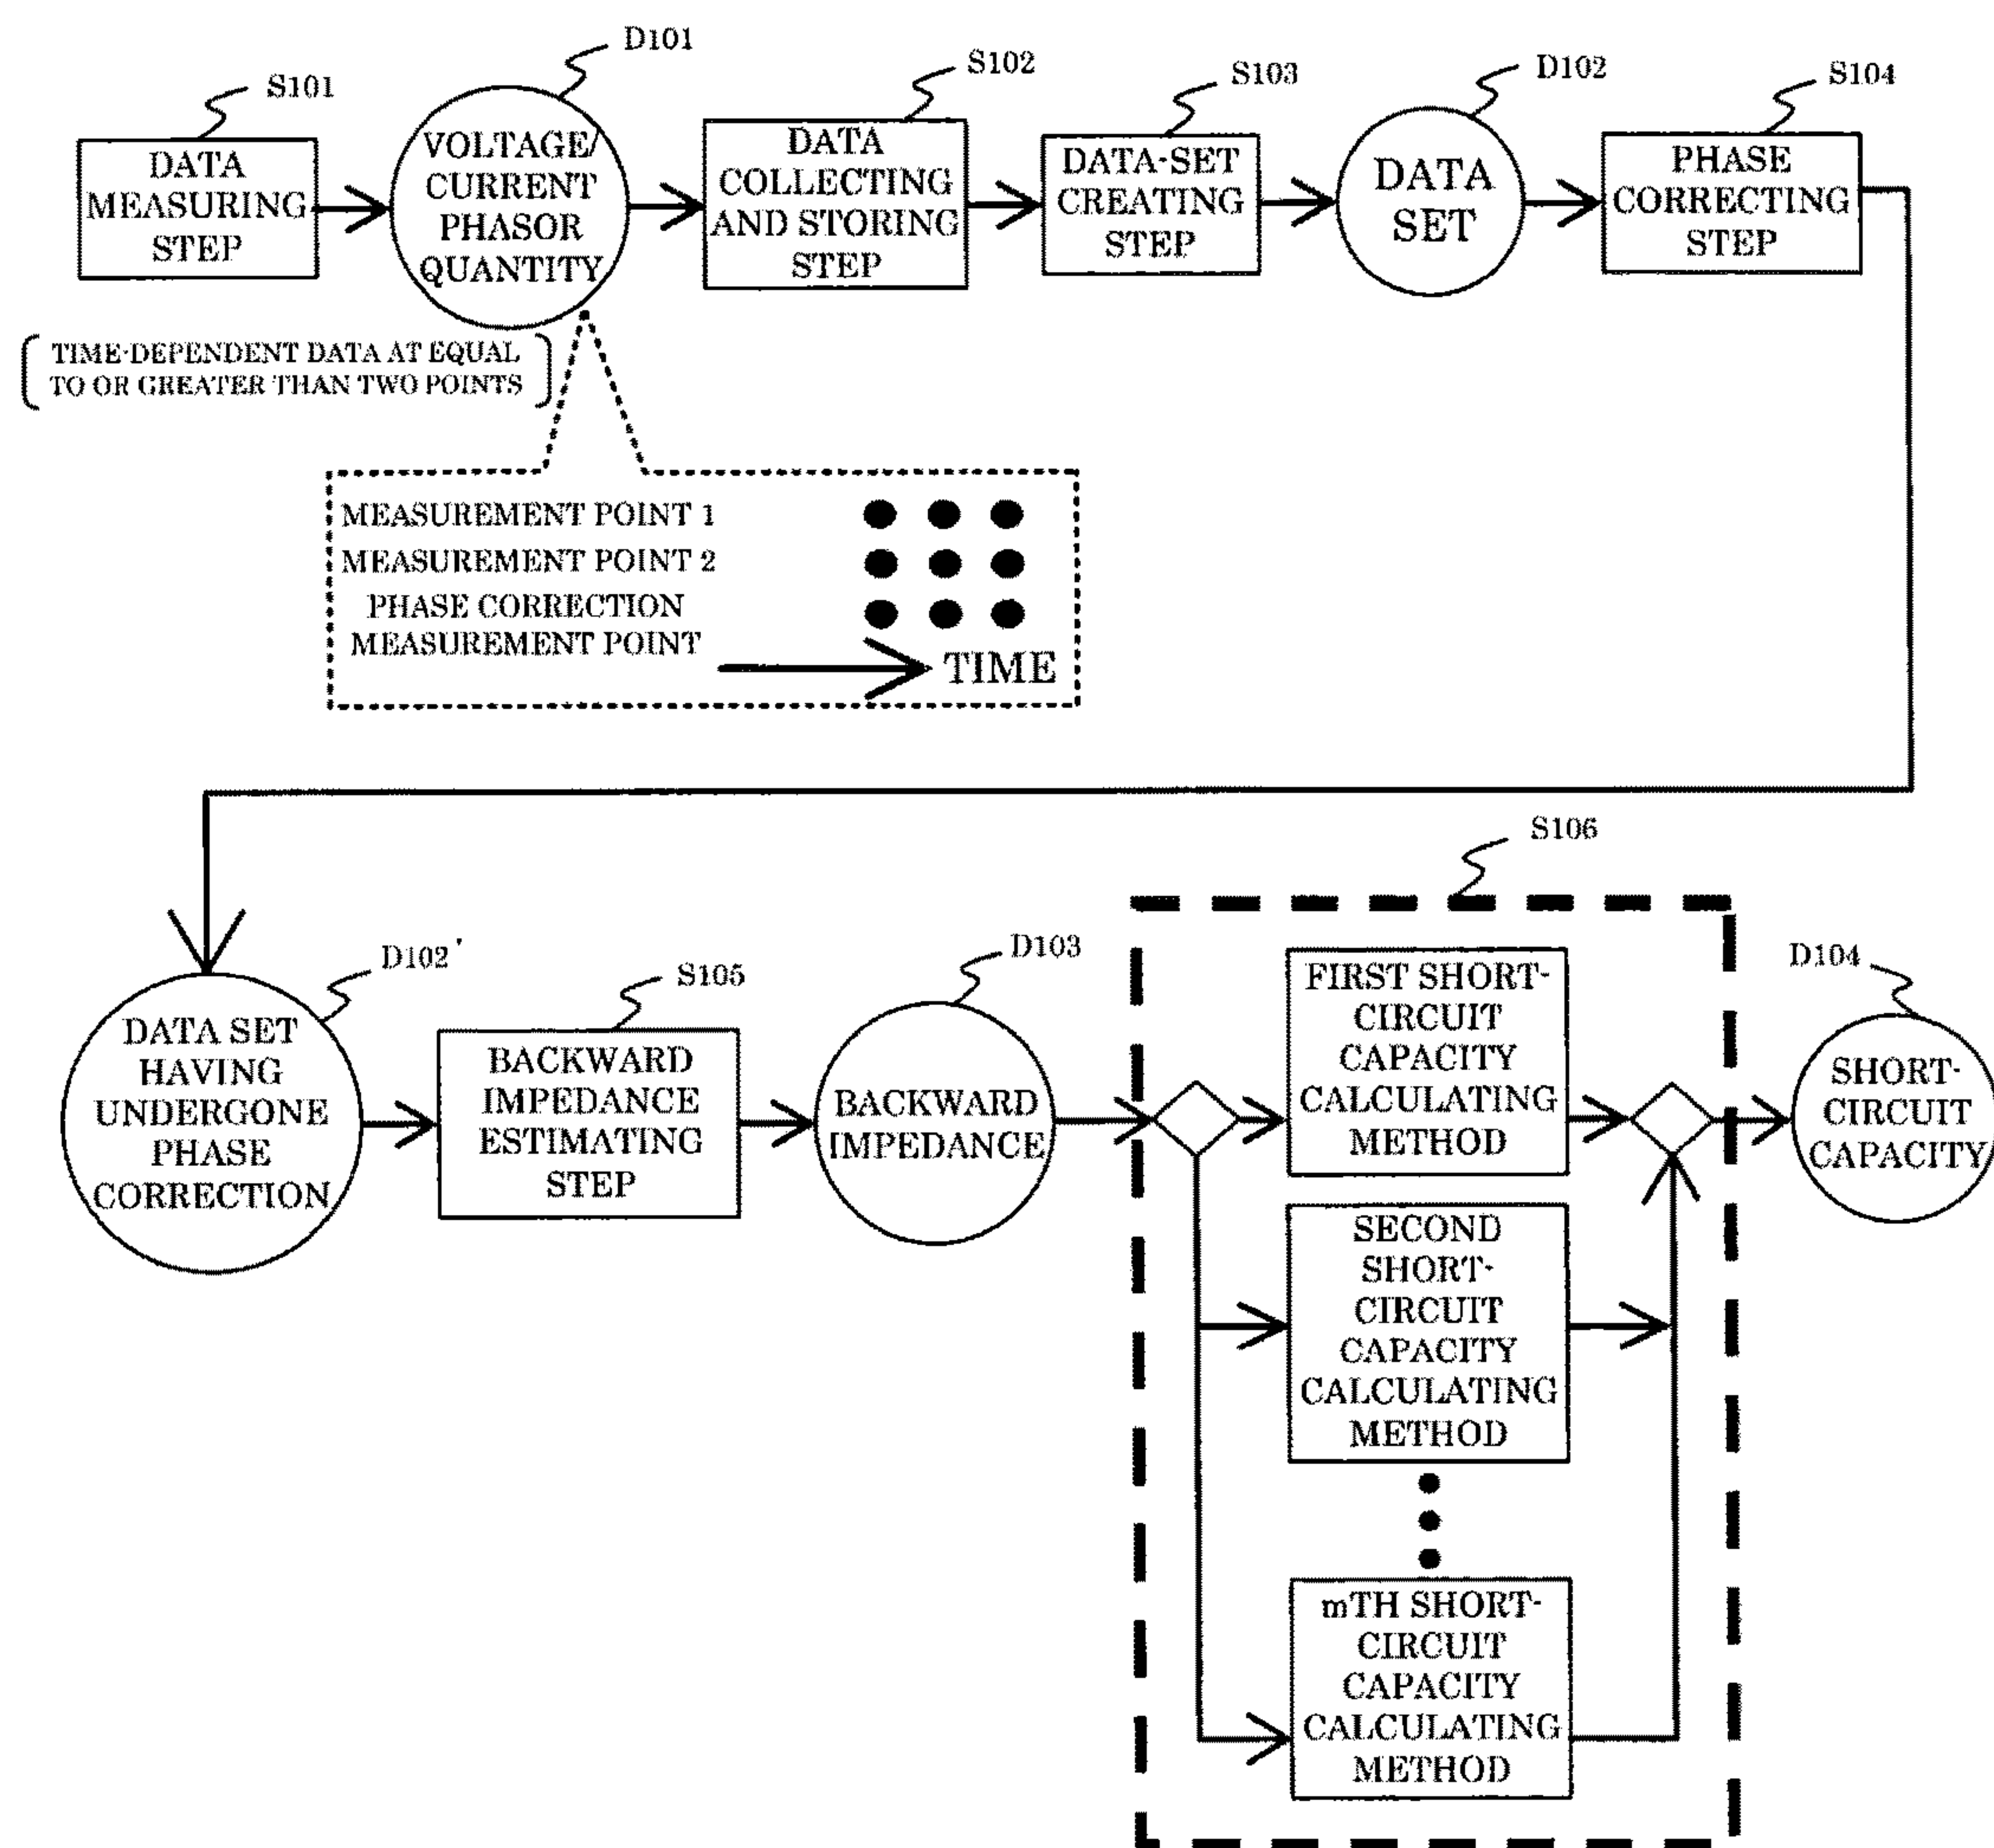 D101
S101
S102
S103
D102
S104
DATA
MEASURING
STEP
VOLTAGE/
CURRENT
PHASOR
QUANTITY
DATA
COLLECTING
AND STORING
STEP
DATA-SET
CREATING
STEP
DATA
SET
PHASE
CORRECTING
STEP
TIME-DEPENDENT DATA AT EQUAL
TO OR GREATER THAN TWO POINTS
MEASUREMENT POINT 1
MEASUREMENT POINT 2
PHASE CORRECTION
MEASUREMENT POINT
TIME
S106
D102'
S105
D103
D104
DATA SET
HAVING
UNDERGONE
PHASE
CORRECTION
BACKWARD
IMPEDANCE
ESTIMATING
STEP
BACKWARD
IMPEDANCE
FIRST SHORT-
CIRCUIT
CAPACITY
CALCULATING
METHOD
SHORT-
CIRCUIT
CAPACITY
SECOND
SHORT-
CIRCUIT
CAPACITY
CALCULATING
METHOD
mTH SHORT-
CIRCUIT
CAPACITY
CALCULATING
METHOD